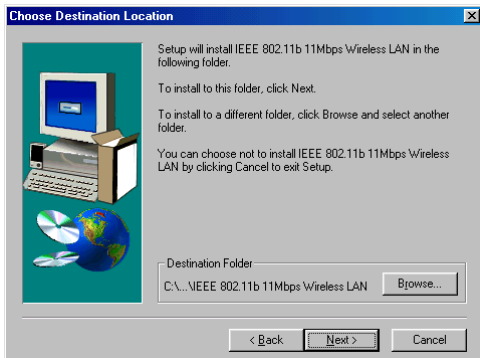 Choose Destination Location
Setup will install IEEE 802.11b 11Mbps Wireless LAN in the
following folder.
To install to this folder, click Next.
To install to a different folder, click Browse and select another
folder.
You can choose not to install IEEE 802.11b 11Mbps Wireless
LAN by clicking Cancel to exit Setup.
Destination Folder
C:\...\IEEE 802.11b 11Mbps Wireless LAN
Browse...
< Back
Next >
Cancel